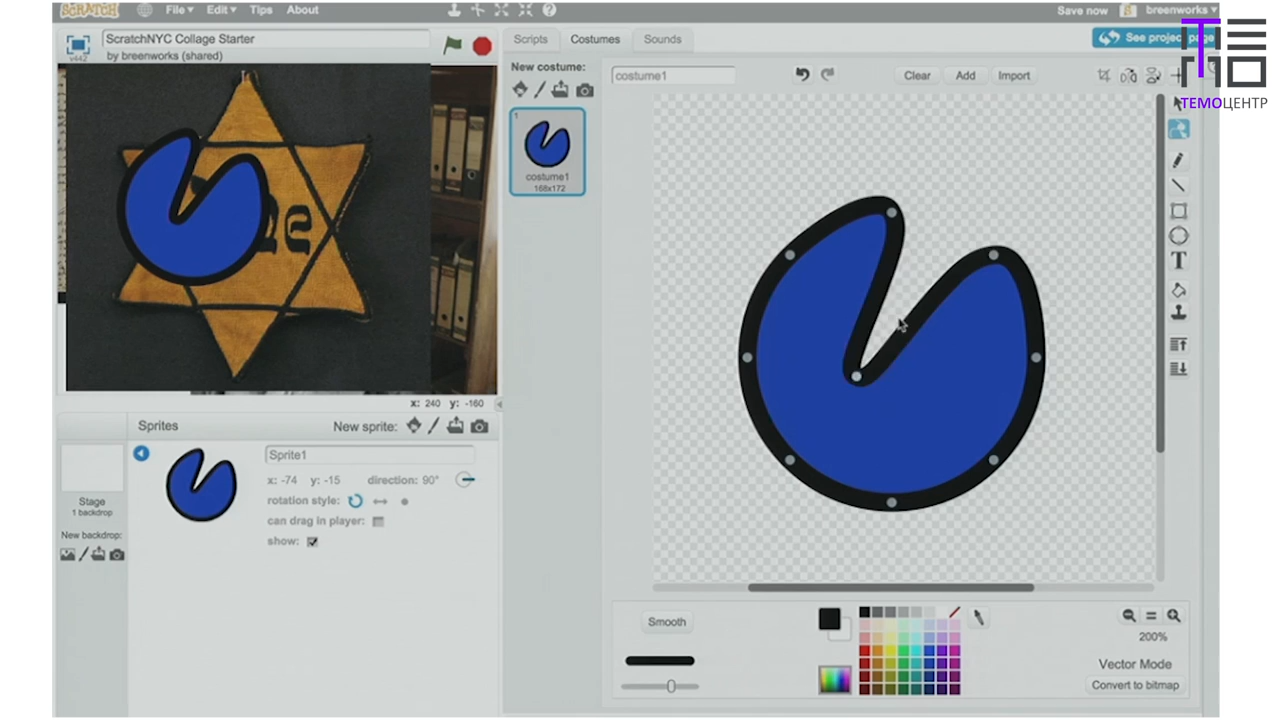 SCRATCH File▼ Edit▼ Tips About Save now breenworks▼
ScratchNYC Collage Starter
by breenworks (shared)
v442
Scripts Costumes Sounds
See project page
ТЕМОЦЕНТР
New costume:
costume1
Clear Add Import
1
costume1
168x172
x: 240 y: -160
Sprites New sprite:
Sprite1
x: -74 y: -15 direction: 90°
rotation style:
can drag in player:
show:
Stage
1 backdrop
New backdrop:
T
Smooth
200%
Vector Mode
Convert to bitmap